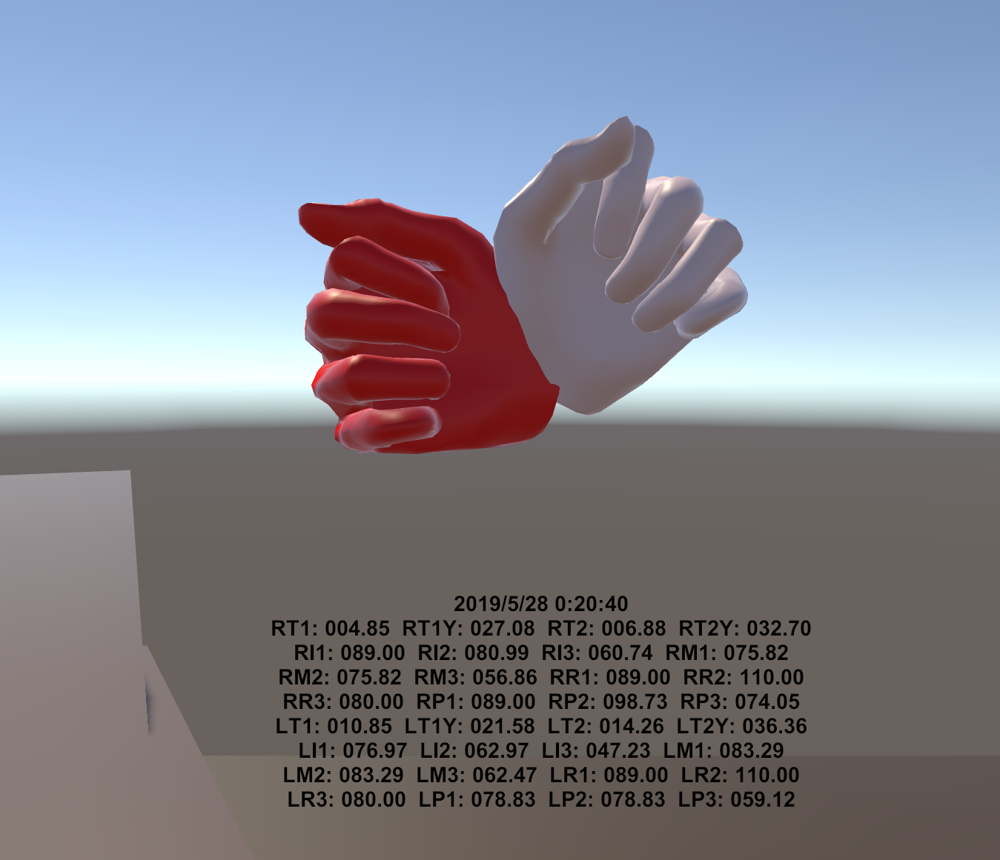 2019/5/28 0:20:40
RT1: 004.85 RT1Y: 027.08 RT2: 006.88 RT2Y: 032.70
RI1: 089.00 RI2: 080.99 RI3: 060.74 RM1: 075.82
RM2: 075.82 RM3: 056.86 RR1: 089.00 RR2: 110.00
RR3: 080.00 RP1: 089.00 RP2: 098.73 RP3: 074.05
LT1: 010.85 LT1Y: 021.58 LT2: 014.26 LT2Y: 036.36
LI1: 076.97 LI2: 062.97 LI3: 047.23 LM1: 083.29
LM2: 083.29 LM3: 062.47 LR1: 089.00 LR2: 110.00
LR3: 080.00 LP1: 078.83 LP2: 078.83 LP3: 059.12